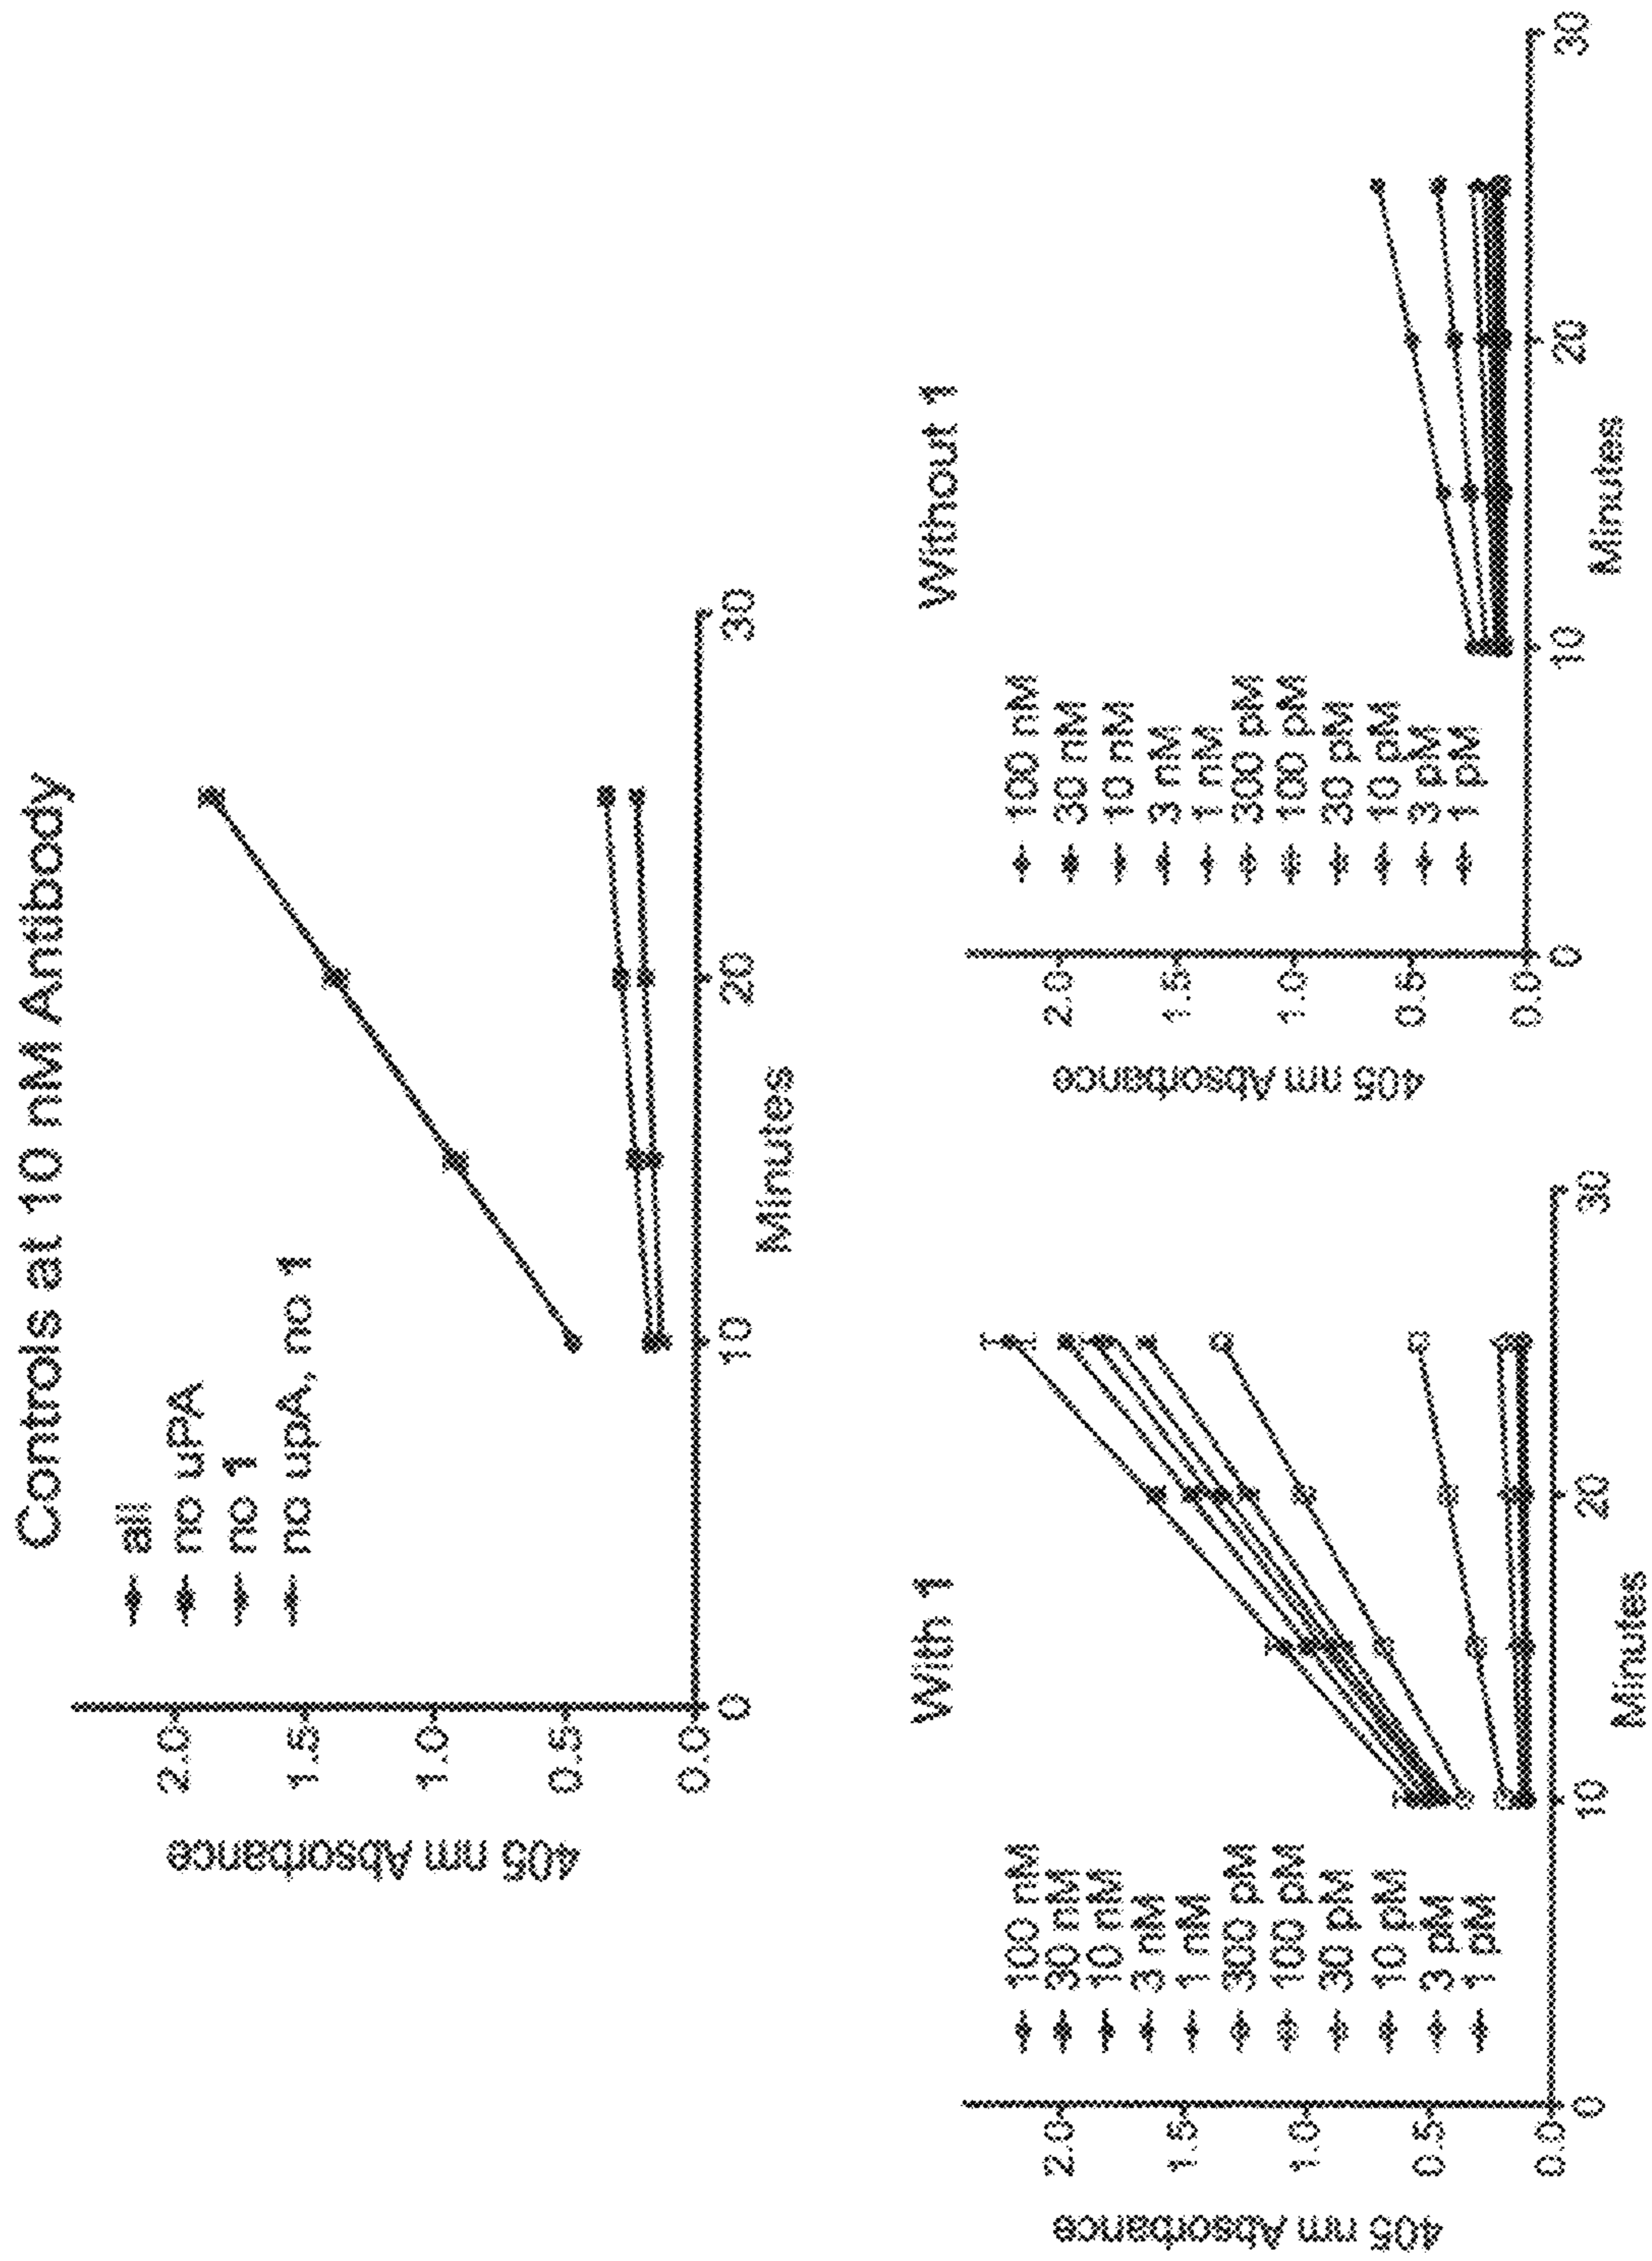 Controls at 10 nM Antibody
all
no uPA
no 1
no upA, no 1
405 nm Absorbance
2.0
1.5
1.0
0.5
0.0
0
10
20
30
Minutes
With 1
100 nM
30 nM
10 nM
3 nM
1 nM
300 pM
100 pM
30 pM
10 pM
3 pM
1 pM
405 nm Absorbance
2.0
1.5
1.0
0.5
0.0
0
10
20
30
Minutes
Without 1
100 nM
30 nM
10 nM
3 nM
1 nM
300 pM
100 pM
30 pM
10 pM
3 pM
1 pM
405 nm Absorbance
2.0
1.5
1.0
0.5
0.0
0
10
20
30
Minutes